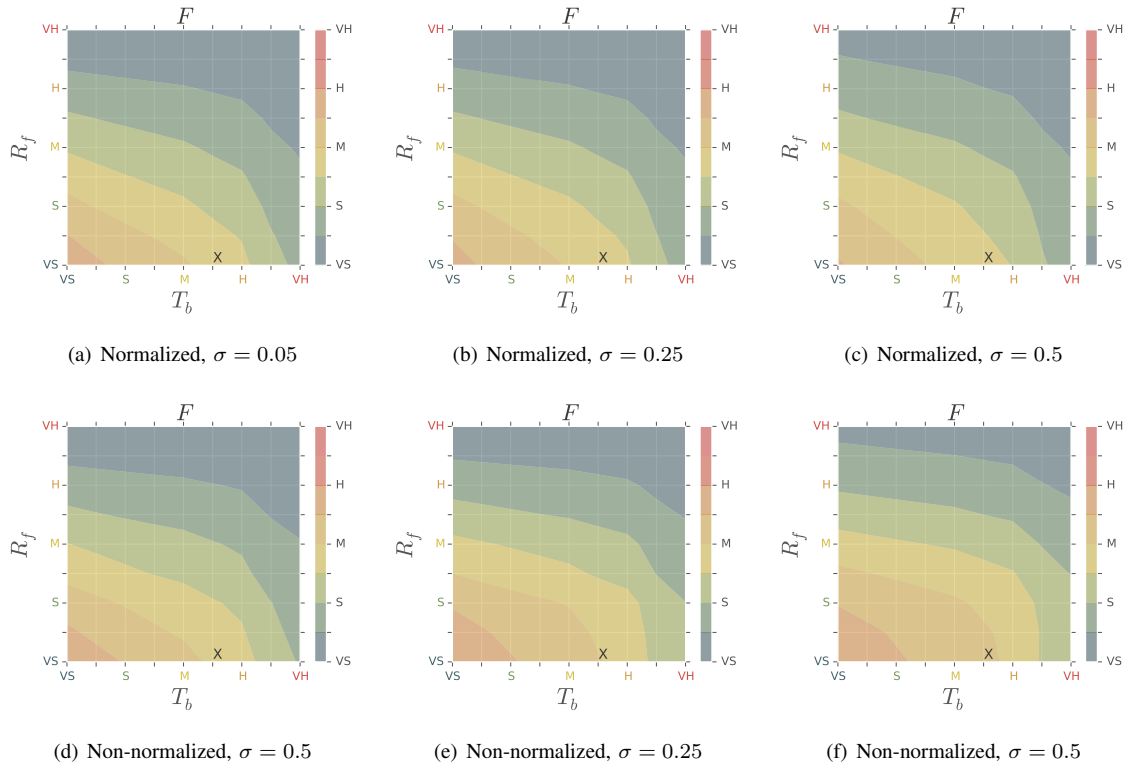 F F F
VH VH VH VH VH VH
H H H H H H
R_f M M R_f M M R_f M M
S S S S S S
X X X
VS VS VS VS VS VS
VS S M H VH VS S M H VH VS S M H VH
T_b T_b T_b
(a) Normalized, σ = 0.05 (b) Normalized, σ = 0.25 (c) Normalized, σ = 0.5
F F F
VH VH VH VH VH VH
H H H H H H
R_f M M R_f M M R_f M M
S S S S S S
X X X
VS VS VS VS VS VS
VS S M H VH VS S M H VH VS S M H VH
T_b T_b T_b
(d) Non-normalized, σ = 0.5 (e) Non-normalized, σ = 0.25 (f) Non-normalized, σ = 0.5